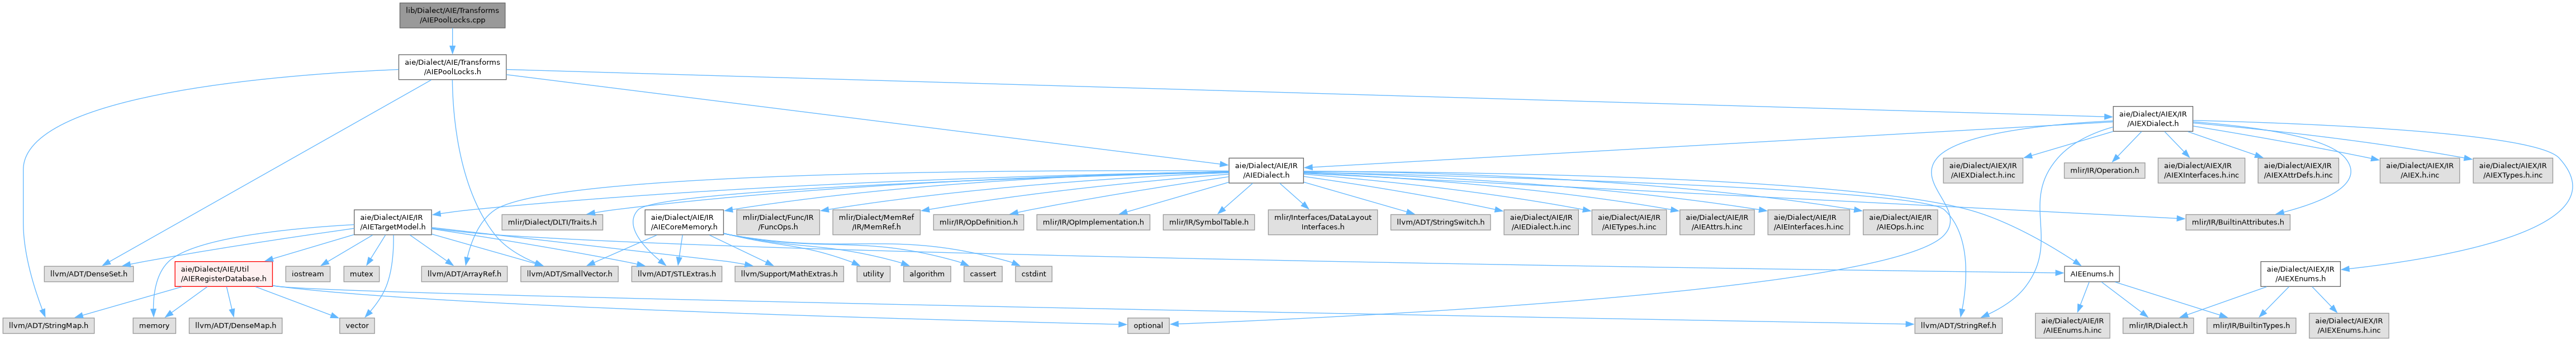 lib/Dialect/AIE/Transforms
/AIEPoolLocks.cpp
aie/Dialect/AIE/Transforms
/AIEPoolLocks.h
aie/Dialect/AIEX/IR
/AIEXDialect.h
aie/Dialect/AIE/IR
/AIEDialect.h
aie/Dialect/AIEX/IR
/AIEXDialect.h.inc
mlir/IR/Operation.h
aie/Dialect/AIEX/IR
/AIEXInterfaces.h.inc
aie/Dialect/AIEX/IR
/AIEXAttrDefs.h.inc
aie/Dialect/AIEX/IR
/AIEX.h.inc
aie/Dialect/AIEX/IR
/AIEXTypes.h.inc
aie/Dialect/AIE/IR
/AIETargetModel.h
mlir/Dialect/DLTI/Traits.h
aie/Dialect/AIE/IR
/AIECoreMemory.h
mlir/Dialect/Func/IR
/FuncOps.h
mlir/Dialect/MemRef
/IR/MemRef.h
mlir/IR/OpDefinition.h
mlir/IR/OpImplementation.h
mlir/IR/SymbolTable.h
mlir/Interfaces/DataLayout
Interfaces.h
llvm/ADT/StringSwitch.h
aie/Dialect/AIE/IR
/AIEDialect.h.inc
aie/Dialect/AIE/IR
/AIETypes.h.inc
aie/Dialect/AIE/IR
/AIEAttrs.h.inc
aie/Dialect/AIE/IR
/AIEInterfaces.h.inc
aie/Dialect/AIE/IR
/AIEOps.h.inc
mlir/IR/BuiltinAttributes.h
llvm/ADT/DenseSet.h
aie/Dialect/AIE/Util
/AIERegisterDatabase.h
iostream
mutex
llvm/ADT/ArrayRef.h
llvm/ADT/SmallVector.h
llvm/ADT/STLExtras.h
llvm/Support/MathExtras.h
utility
algorithm
cassert
cstdint
AIEEnums.h
aie/Dialect/AIEX/IR
/AIEXEnums.h
llvm/ADT/StringMap.h
memory
llvm/ADT/DenseMap.h
vector
optional
llvm/ADT/StringRef.h
aie/Dialect/AIE/IR
/AIEEnums.h.inc
mlir/IR/Dialect.h
mlir/IR/BuiltinTypes.h
aie/Dialect/AIEX/IR
/AIEXEnums.h.inc